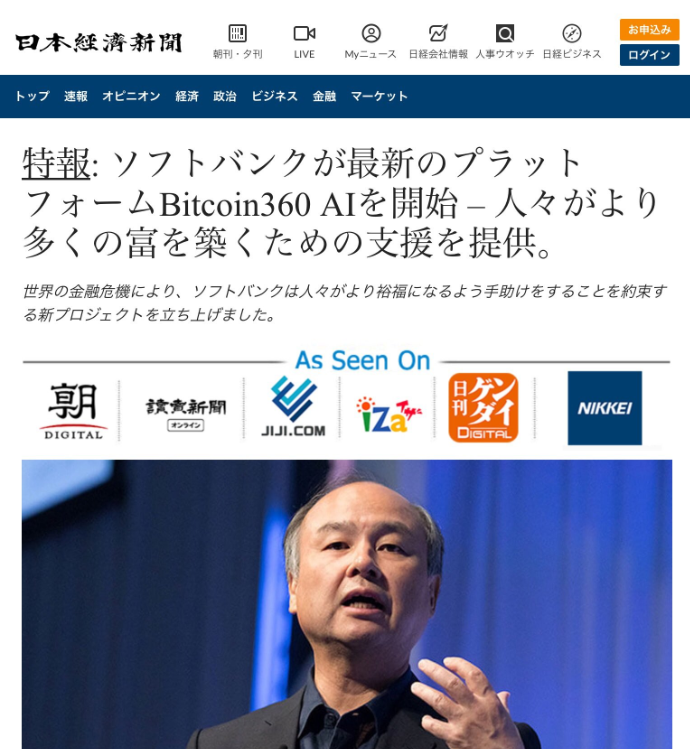 日本経済新聞
朝刊・夕刊
LIVE
Myニュース
日経会社情報
人事ウオッチ
日経ビジネス
お申込み
ログイン
トップ 速報 オピニオン 経済 政治 ビジネス 金融 マーケット
特報: ソフトバンクが最新のプラット
フォームBitcoin360 AIを開始 – 人々がより
多くの富を築くための支援を提供。
世界の金融危機により、ソフトバンクは人々がより裕福になるよう手助けをすることを約束す
る新プロジェクトを立ち上げました。
As Seen On
朝
DIGITAL
讀賣新聞
オンライン
JIJI.COM
iza
日刊
ゲンダイ
DIGITAL
NIKKEI